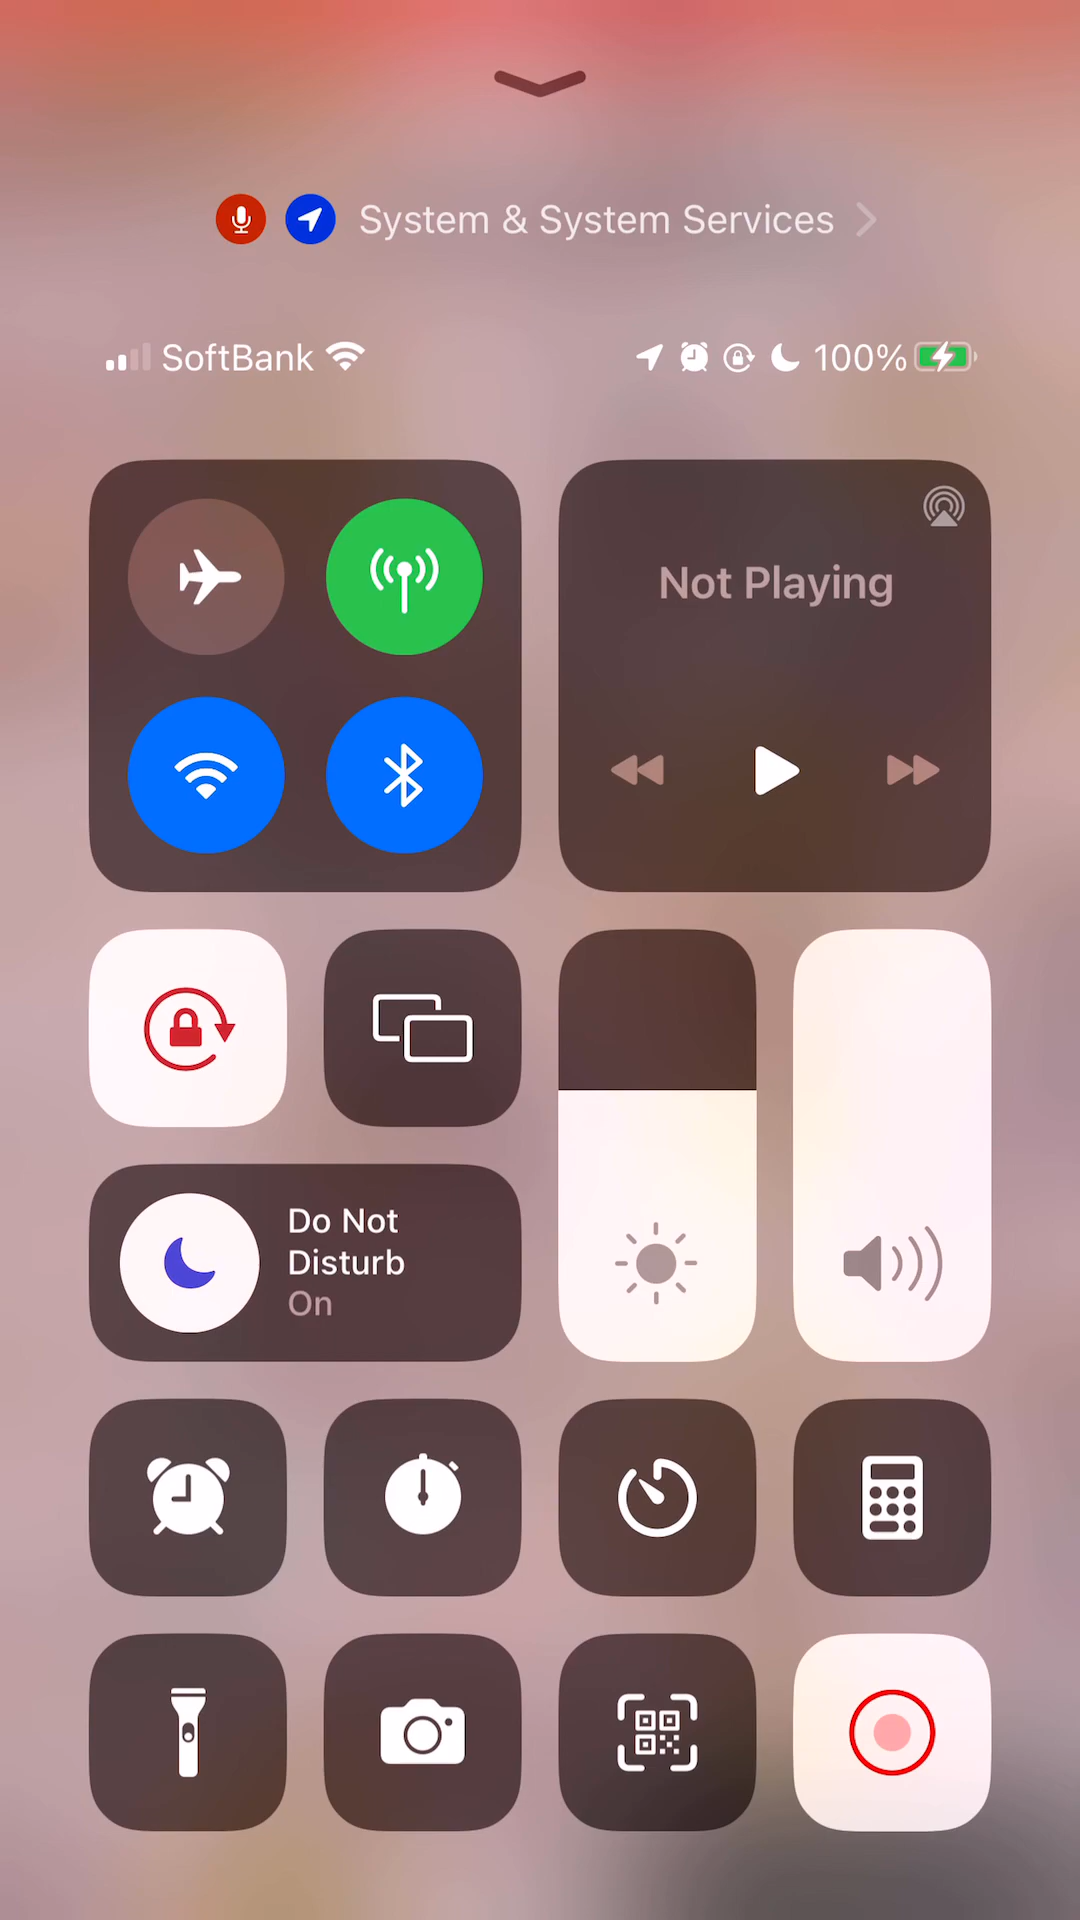 System & System Services
SoftBank 100%
Not Playing
Do Not
Disturb
On